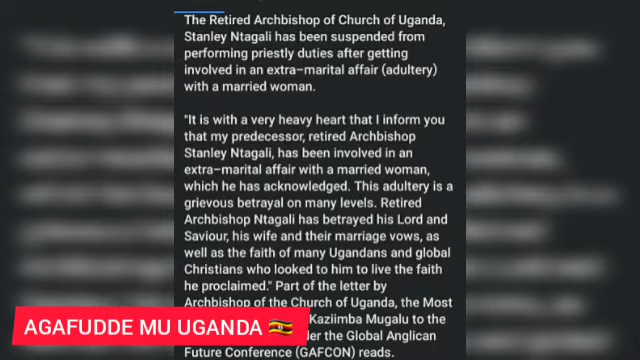 The Retired Archbishop of Church of Uganda,
Stanley Ntagali has been suspended from
performing priestly duties after getting
involved in an extra–marital affair (adultery)
with a married woman.
"It is with a very heavy heart that I inform you
that my predecessor, retired Archbishop
Stanley Ntagali, has been involved in an
extra–marital affair with a married woman,
which he has acknowledged. This adultery is a
grievous betrayal on many levels. Retired
Archbishop Ntagali has betrayed his Lord and
Saviour, his wife and their marriage vows, as
well as the faith of many Ugandans and global
Christians who looked to him to live the faith
he proclaimed." Part of the letter by
Archbishop of the Church of Uganda, the Most
Kaziimba Mugalu to the
the Global Anglican
Future Conference (GAFCON) reads.
AGAFUDDE MU UGANDA 🇺🇬